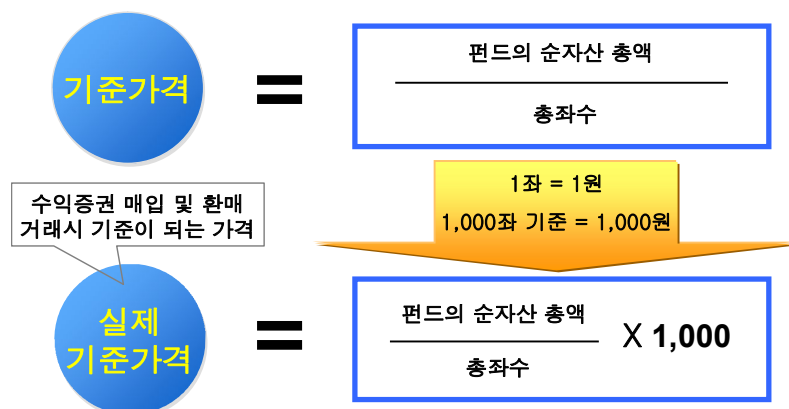 기준가격
=
펀드의 순자산 총액
총좌수
1좌 = 1원
1,000좌 기준 = 1,000원
수익증권 매입 및 환매
거래시 기준이 되는 가격
실제
기준가격
=
펀드의 순자산 총액
총좌수
X 1,000